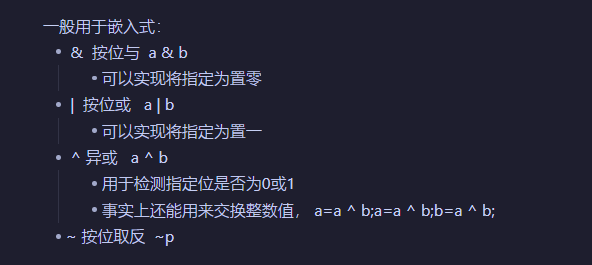 一般用于嵌入式：
& 按位与 a & b
可以实现将指定为置零
| 按位或 a | b
可以实现将指定为置一
^ 异或 a ^ b
用于检测指定位是否为0或1
事实上还能用来交换整数值， a=a ^ b;a=a ^ b;b=a ^ b;
~ 按位取反 ~p